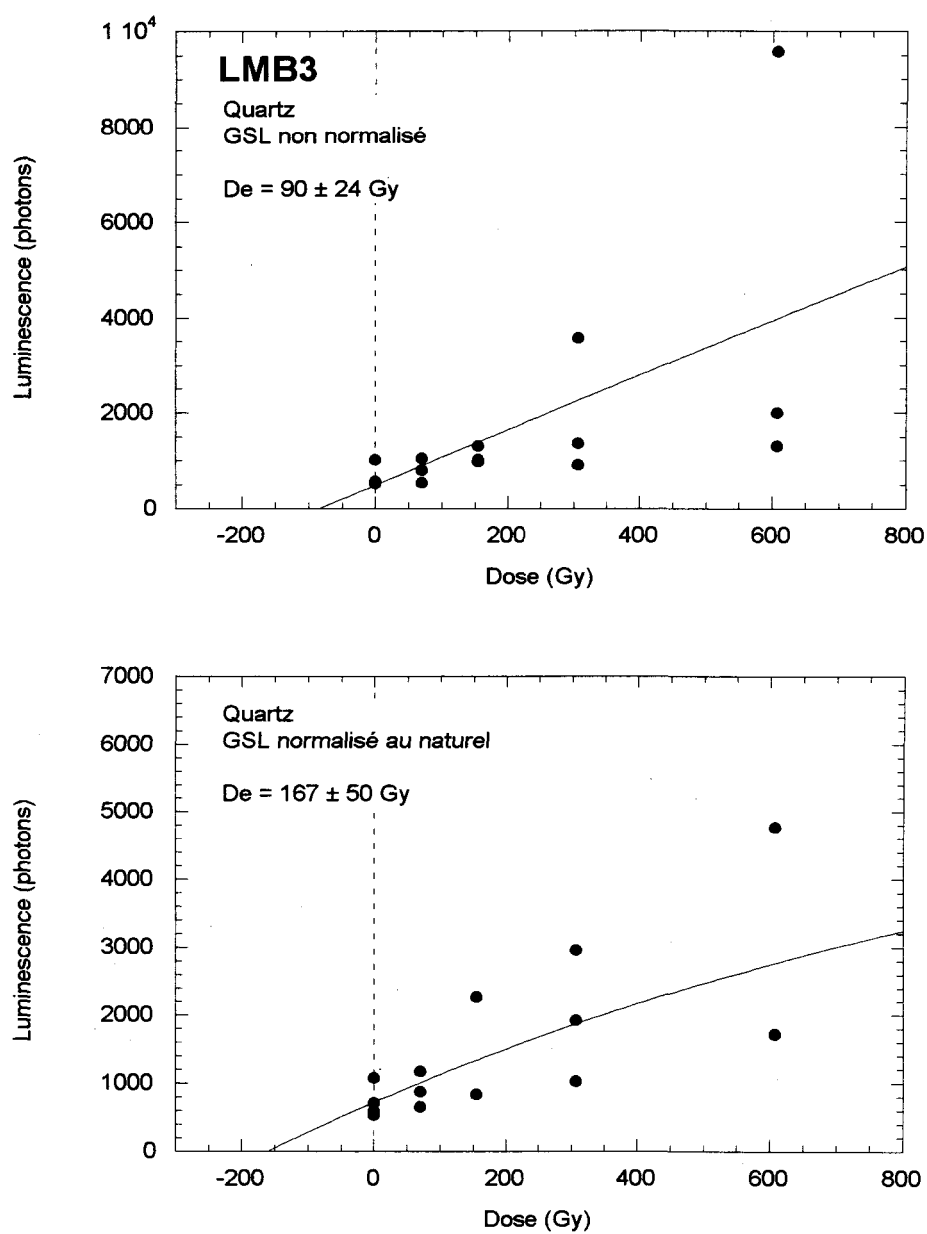 1 10⁴
8000
6000
4000
2000
0
Luminescence (photons)
LMB3
Quartz
GSL non normalisé
De = 90 ± 24 Gy
-200 0 200 400 600 800
Dose (Gy)
7000
6000
5000
4000
3000
2000
1000
0
Luminescence (photons)
Quartz
GSL normalisé au naturel
De = 167 ± 50 Gy
-200 0 200 400 600 800
Dose (Gy)